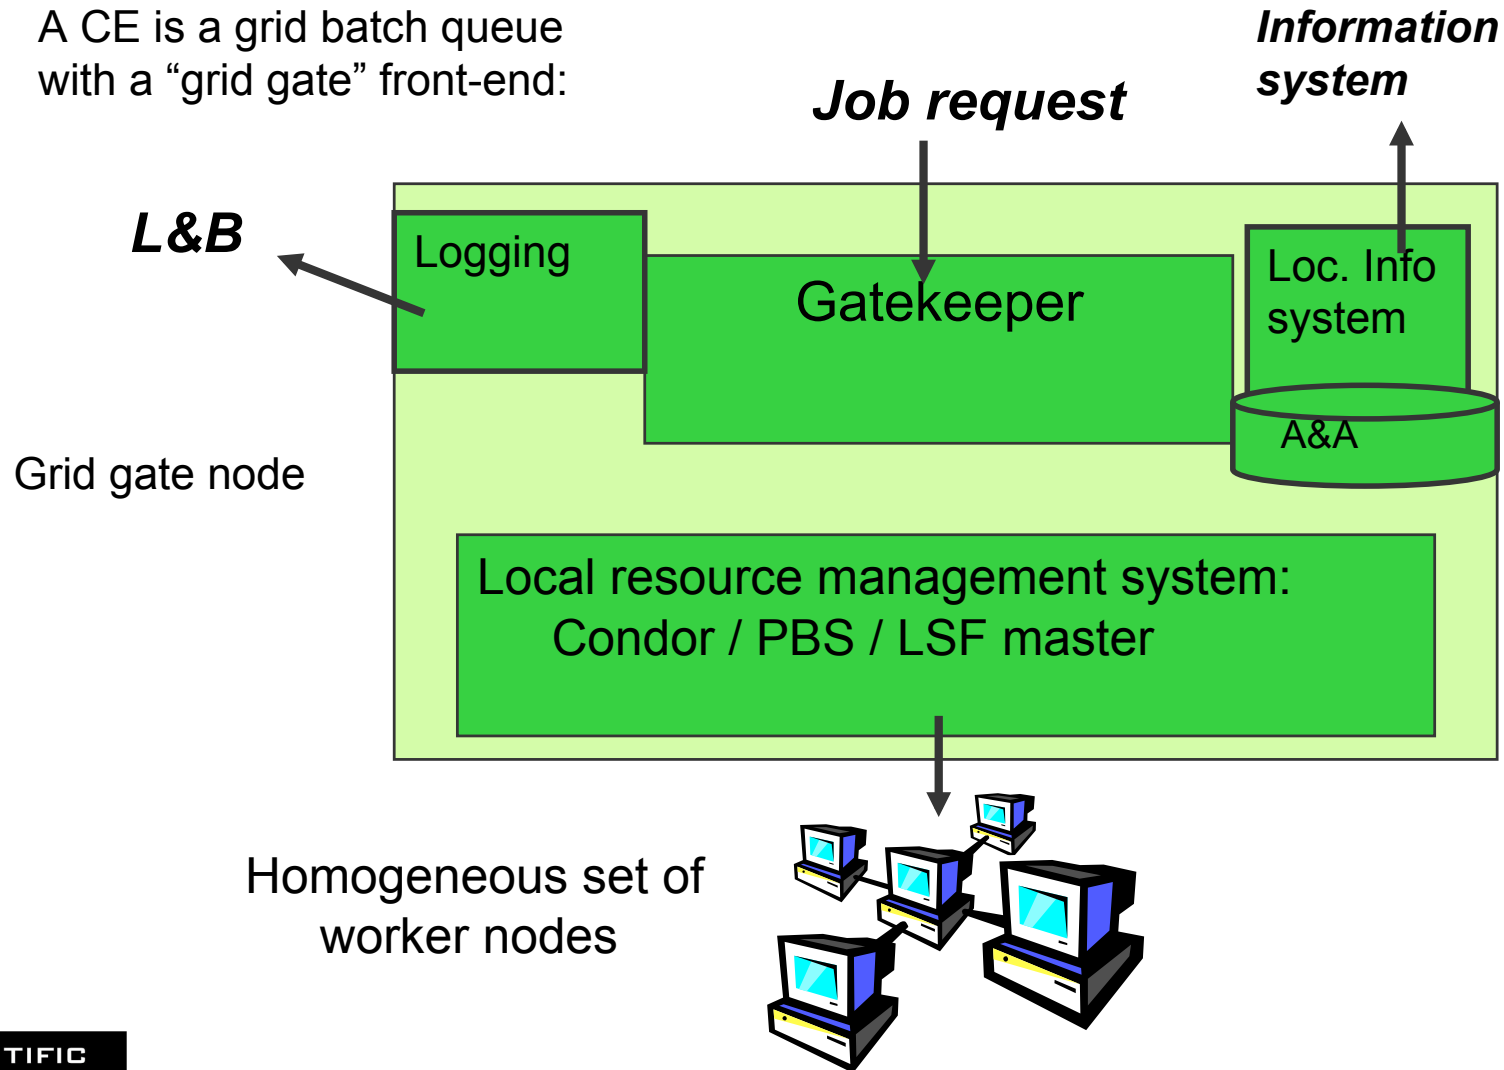 A CE is a grid batch queue
with a “grid gate” front-end:
Information
system
Job request
L&B
Logging
Gatekeeper
Loc. Info
system
A&A
Grid gate node
Local resource management system:
Condor / PBS / LSF master
Homogeneous set of
worker nodes
TIFIC